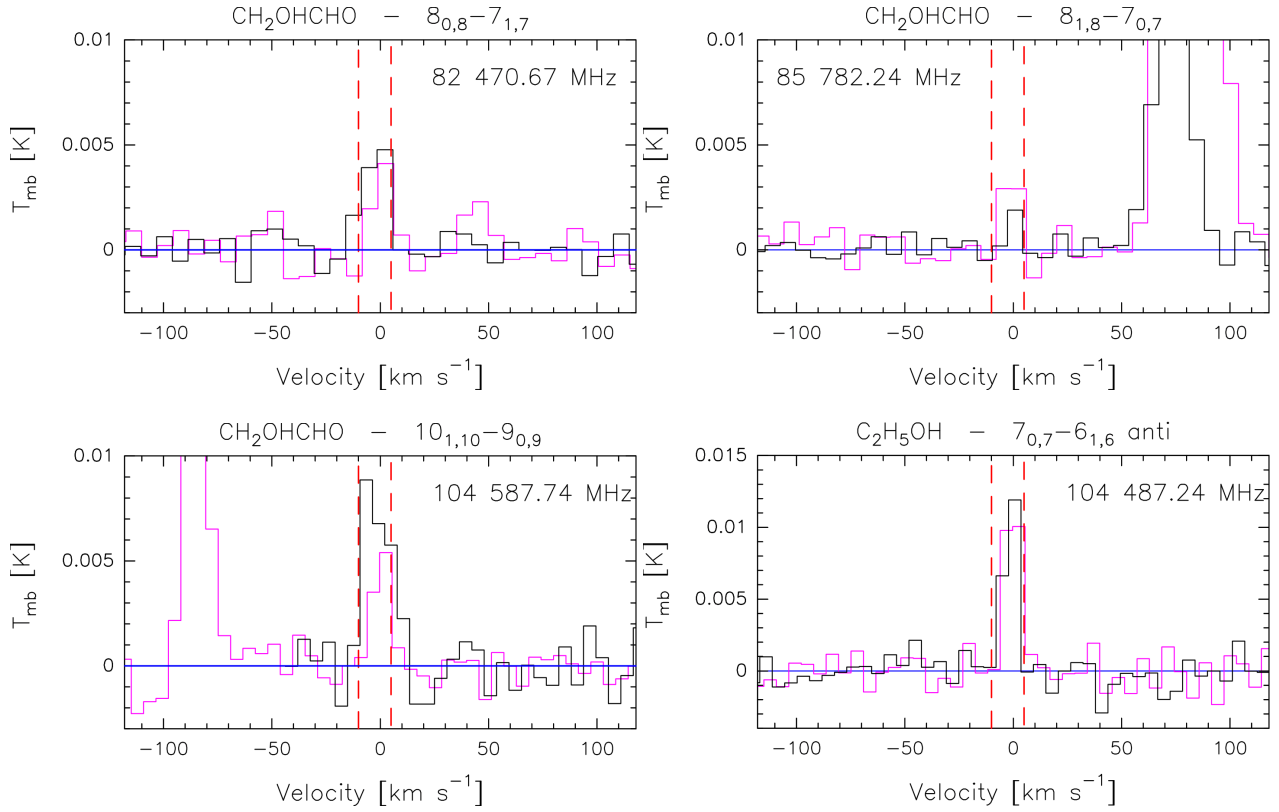 CH₂OHCHO – 8₀,₈–7₁,₇
0.01
82 470.67 MHz
0.005
0
T_mb [K]
−100 −50 0 50 100
Velocity [km s⁻¹]
CH₂OHCHO – 8₁,₈–7₀,₇
0.01
85 782.24 MHz
0.005
0
T_mb [K]
−100 −50 0 50 100
Velocity [km s⁻¹]
CH₂OHCHO – 10₁,₁₀–9₀,₉
0.01
104 587.74 MHz
0.005
0
T_mb [K]
−100 −50 0 50 100
Velocity [km s⁻¹]
C₂H₅OH – 7₀,₇–6₁,₆ anti
0.015
104 487.24 MHz
0.01
0.005
0
T_mb [K]
−100 −50 0 50 100
Velocity [km s⁻¹]